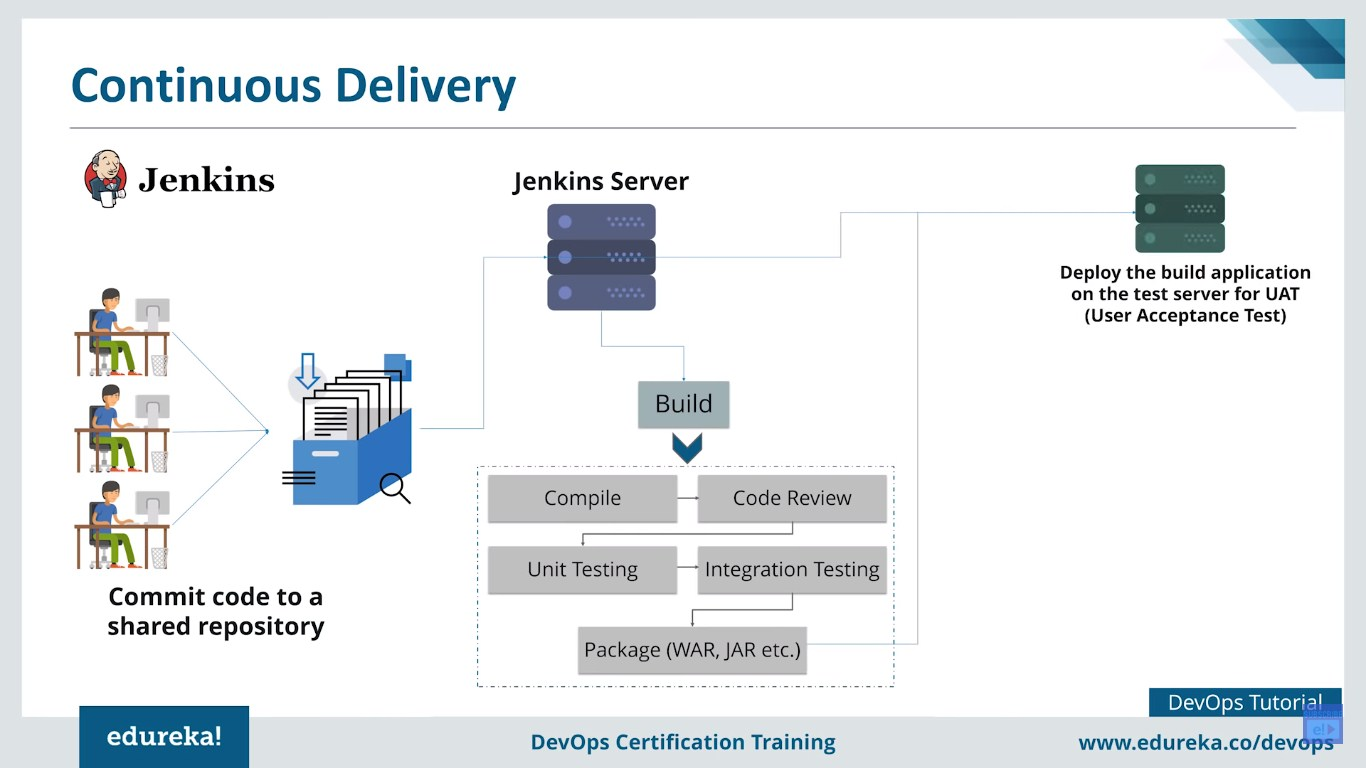 Continuous Delivery
Jenkins
Jenkins Server
Deploy the build application
on the test server for UAT
(User Acceptance Test)
Build
Compile
Code Review
Unit Testing
Integration Testing
Package (WAR, JAR etc.)
Commit code to a
shared repository
DevOps Tutorial
edureka!
DevOps Certification Training
www.edureka.co/devops
e!